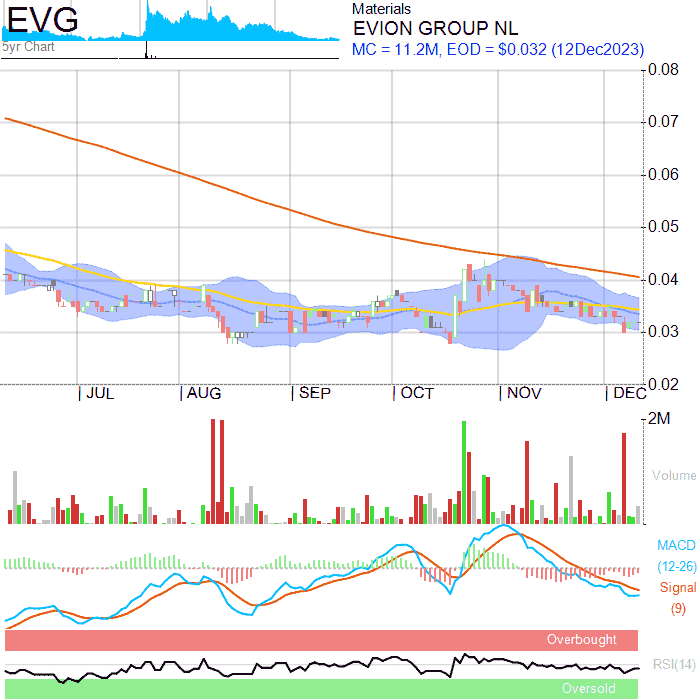 EVG
5yr Chart
Materials
EVION GROUP NL
MC = 11.2M, EOD = $0.032 (12Dec2023)
0.08
0.07
0.06
0.05
0.04
0.03
0.02
JUL AUG SEP OCT NOV DEC
2M
Volume
MACD
(12-26)
Signal
(9)
Overbought
RSI(14)
Oversold